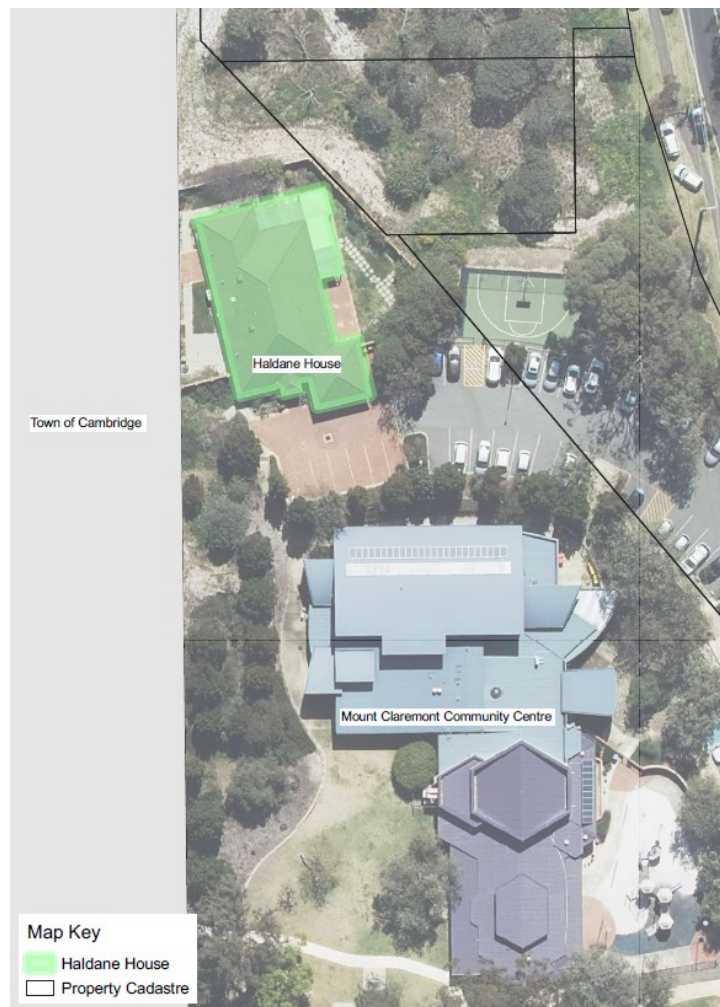 Haldane House
Town of Cambridge
Mount Claremont Community Centre
Map Key
Haldane House
Property Cadastre